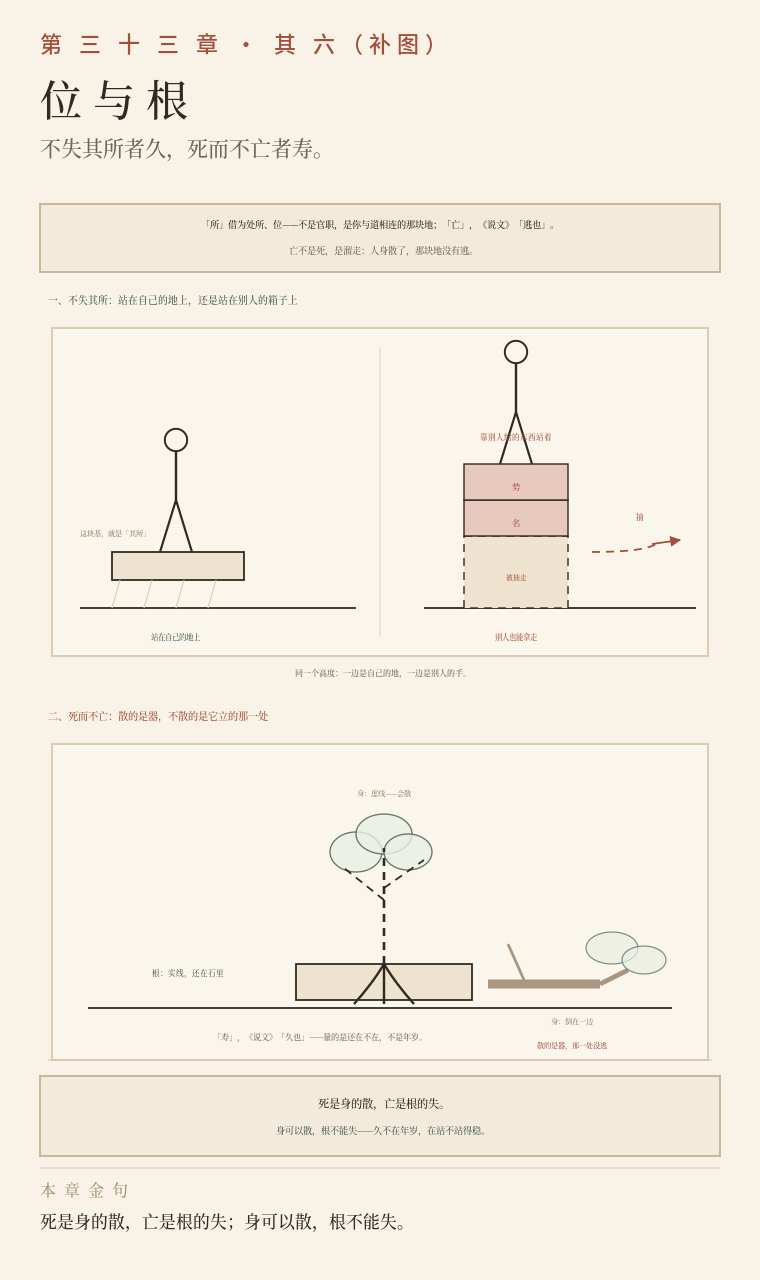 第三十三章·其六（补图）
位与根
不失其所者久，死而不亡者寿。
「所」借为处所、位——不是官职，是你与道相连的那块地；「亡」，《说文》「逃也」。
亡不是死，是溜走：人身散了，那块地没有逃。
一、不失其所：站在自己的地上，还是站在别人的箱子上
靠别人给的东西站着
势
名
抽
这块基，就是「其所」
被抽走
站在自己的地上
别人也能拿走
同一个高度：一边是自己的地，一边是别人的手。
二、死而不亡：散的是器，不散的是它立的那一处
身：虚线——会散
根：实线，还在石里
身：倒在一边
「寿」，《说文》「久也」——量的是还在不在，不是年岁。
散的是器，那一处没逃
死是身的散，亡是根的失。
身可以散，根不能失——久不在年岁，在站不站得稳。
本章金句
死是身的散，亡是根的失；身可以散，根不能失。